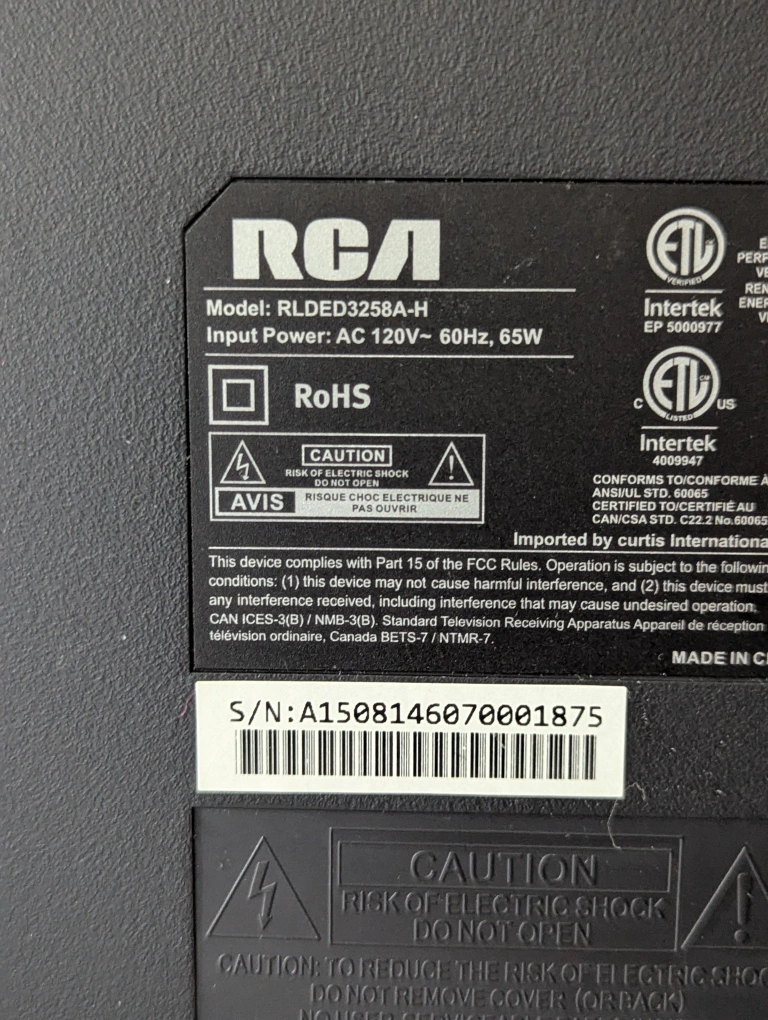 RCA
Model: RLDED3258A-H
Input Power: AC 120V~ 60Hz, 65W
RoHS
CAUTION
RISK OF ELECTRIC SHOCK
DO NOT OPEN
AVIS
RISQUE CHOC ELECTRIQUE NE
PAS OUVRIR
ETL
VERIFIED
Intertek
EP 5000977
C ETL CM US
LISTED
Intertek
4009947
CONFORMS TO/CONFORME À
ANSI/UL STD. 60065
CERTIFIED TO/CERTIFIÉ AU
CAN/CSA STD. C22.2 No.60065
Imported by curtis Internationa
This device complies with Part 15 of the FCC Rules. Operation is subject to the followin
conditions: (1) this device may not cause harmful interference, and (2) this device must
any interference received, including interference that may cause undesired operation.
CAN ICES-3(B) / NMB-3(B). Standard Television Receiving Apparatus Appareil de réception
télévision ordinaire, Canada BETS-7 / NTMR-7.
MADE IN C
S/N:A1508146070001875
CAUTION
RISK OF ELECTRIC SHOCK
DO NOT OPEN
CAUTION: TO REDUCE THE RISK OF ELECTRIC SHOC
DO NOT REMOVE COVER (OR BACK)